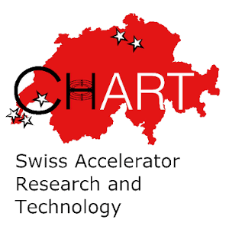 CHART
Swiss Accelerator
Research and
Technology